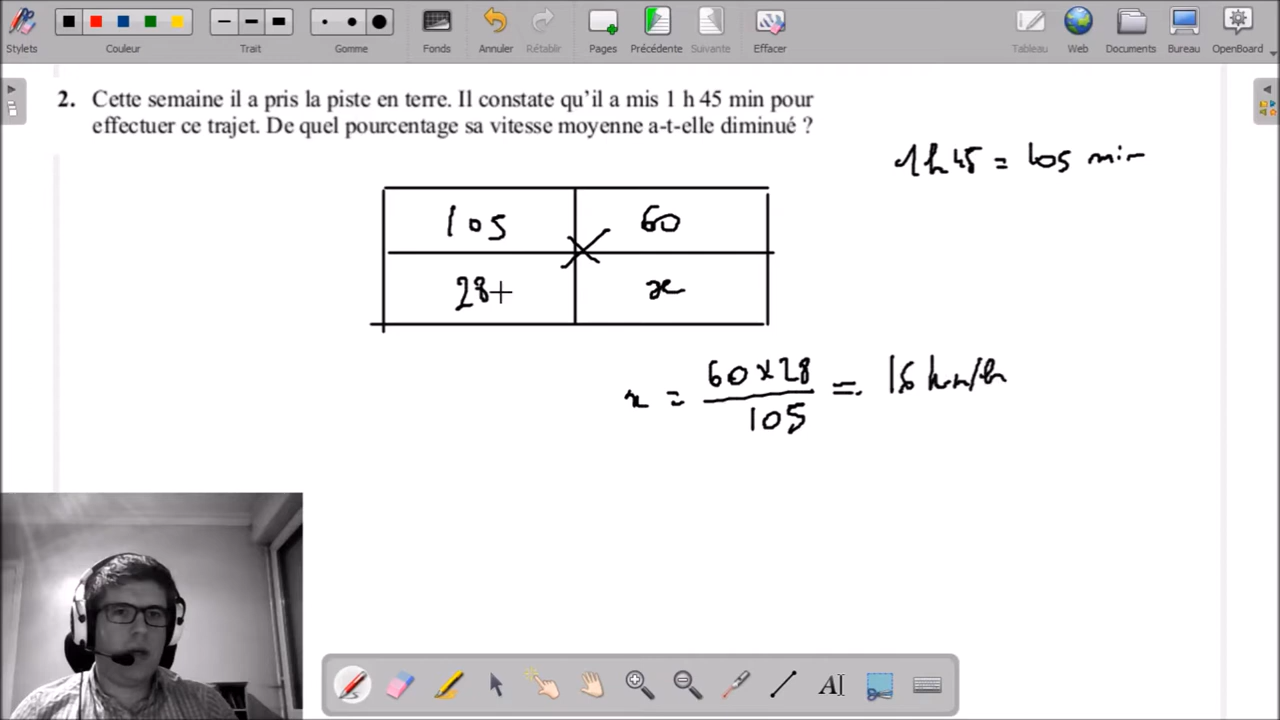 Stylets Couleur Trait Gomme Fonds Annuler Rétablir Pages Précédente Suivante Effacer Tableau Web Documents Bureau OpenBoard
2. Cette semaine il a pris la piste en terre. Il constate qu'il a mis 1 h 45 min pour
effectuer ce trajet. De quel pourcentage sa vitesse moyenne a-t-elle diminué ?
1h45 = 105 min
105 60
28 x
x = 60 x 28 / 105 = 16 km/h